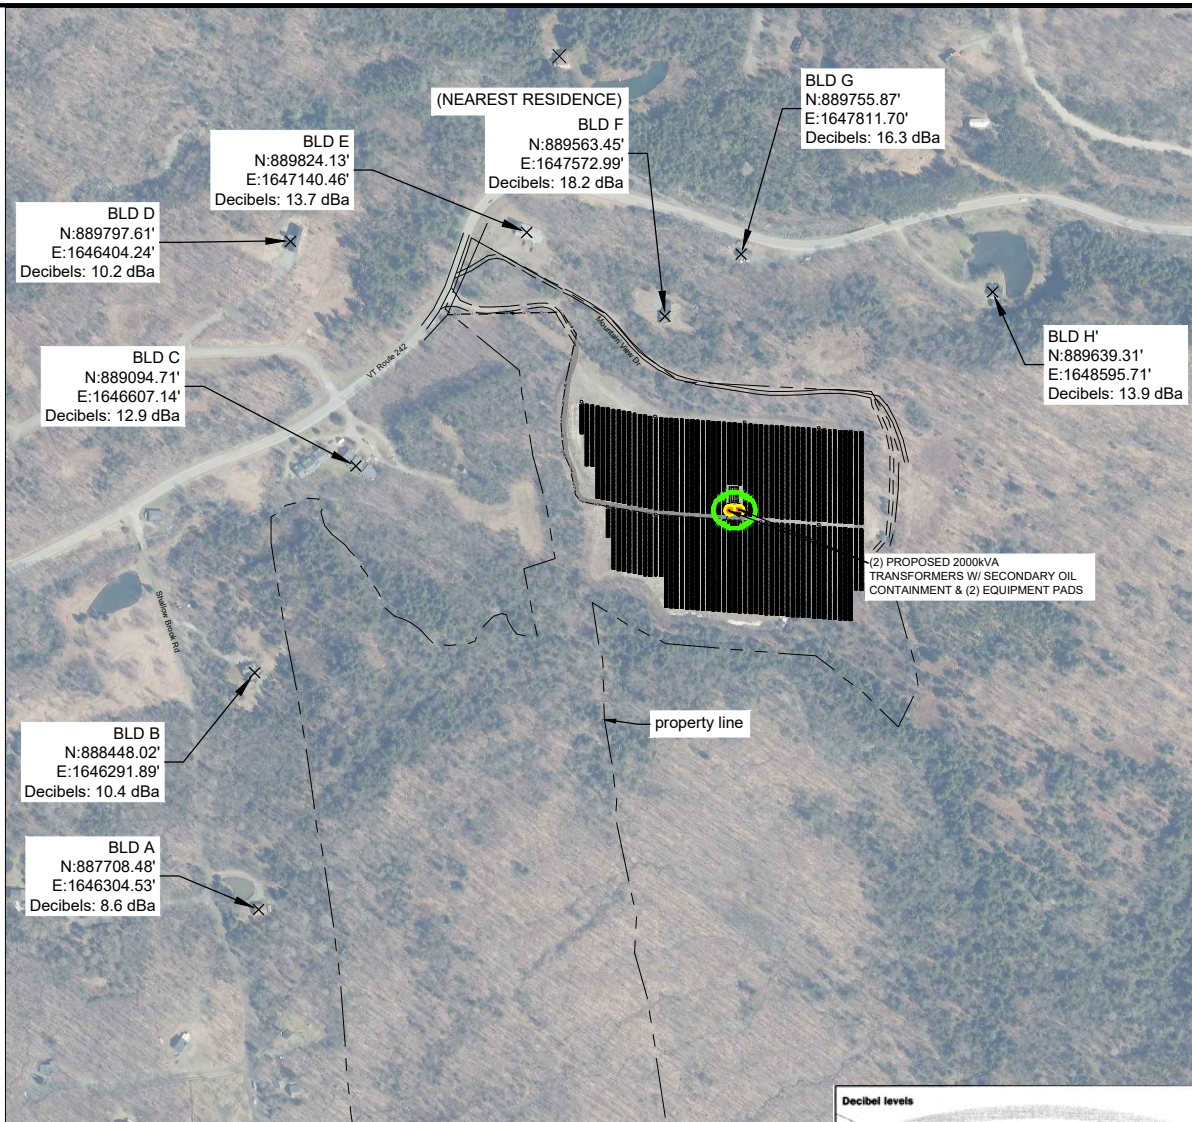 (NEAREST RESIDENCE)
BLD F
N:889563.45'
E:1647572.99'
Decibels: 18.2 dBa
BLD G
N:889755.87'
E:1647811.70'
Decibels: 16.3 dBa
BLD E
N:889824.13'
E:1647140.46'
Decibels: 13.7 dBa
BLD D
N:889797.61'
E:1646404.24'
Decibels: 10.2 dBa
BLD H'
N:889639.31'
E:1648595.71'
Decibels: 13.9 dBa
Mountain View Dr
VT Route 242
BLD C
N:889094.71'
E:1646607.14'
Decibels: 12.9 dBa
(2) PROPOSED 2000kVA
TRANSFORMERS W/ SECONDARY OIL
CONTAINMENT & (2) EQUIPMENT PADS
Shallow Brook Rd
property line
BLD B
N:888448.02'
E:1646291.89'
Decibels: 10.4 dBa
BLD A
N:887708.48'
E:1646304.53'
Decibels: 8.6 dBa
Decibel levels